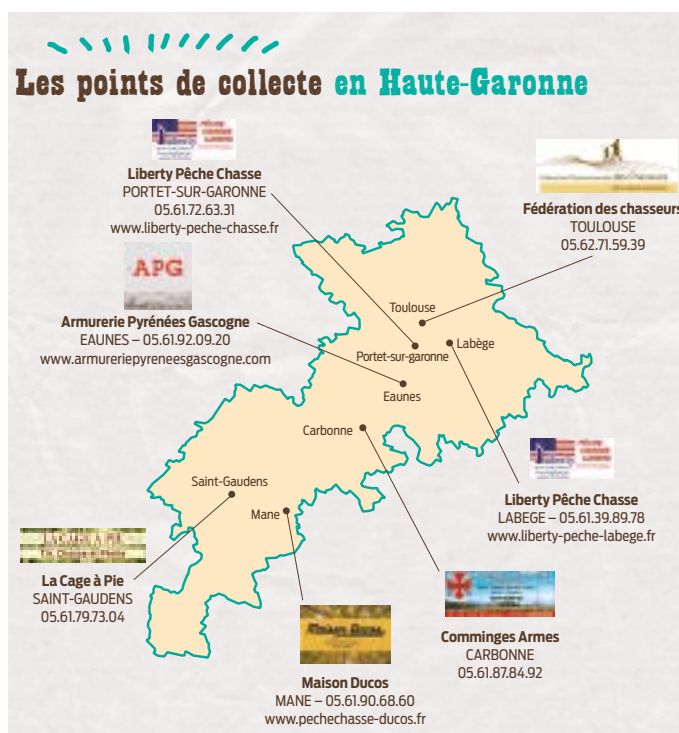 Les points de collecte en Haute-Garonne
Liberty Pêche Chasse
PORTET-SUR-GARONNE
05.61.72.63.31
www.liberty-peche-chasse.fr
Fédération des chasseurs
TOULOUSE
05.62.71.59.39
APG
Armurerie Pyrénées Gascogne
EAUNES – 05.61.92.09.20
www.armureriepyreneesgascogne.com
Toulouse
Portet-sur-garonne
Labège
Eaunes
Carbonne
Saint-Gaudens
Mane
Liberty Pêche Chasse
LABEGE – 05.61.39.89.78
www.liberty-peche-labege.fr
LA CAGE A PIE
La Cage à Pie
SAINT-GAUDENS
05.61.79.73.04
Comminges Armes
CARBONNE
05.61.87.84.92
Maison Ducos
MANE – 05.61.90.68.60
www.pechechasse-ducos.fr